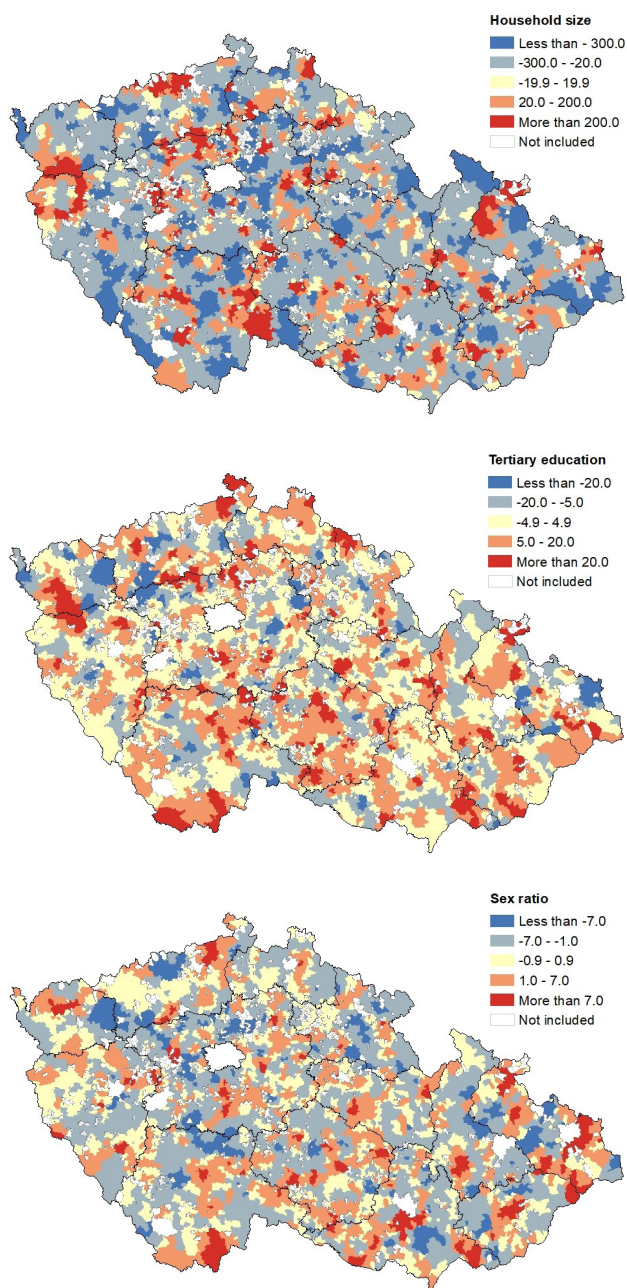 Household size
Less than - 300.0
-300.0 - -20.0
-19.9 - 19.9
20.0 - 200.0
More than 200.0
Not included
Tertiary education
Less than -20.0
-20.0 - -5.0
-4.9 - 4.9
5.0 - 20.0
More than 20.0
Not included
Sex ratio
Less than -7.0
-7.0 - -1.0
-0.9 - 0.9
1.0 - 7.0
More than 7.0
Not included